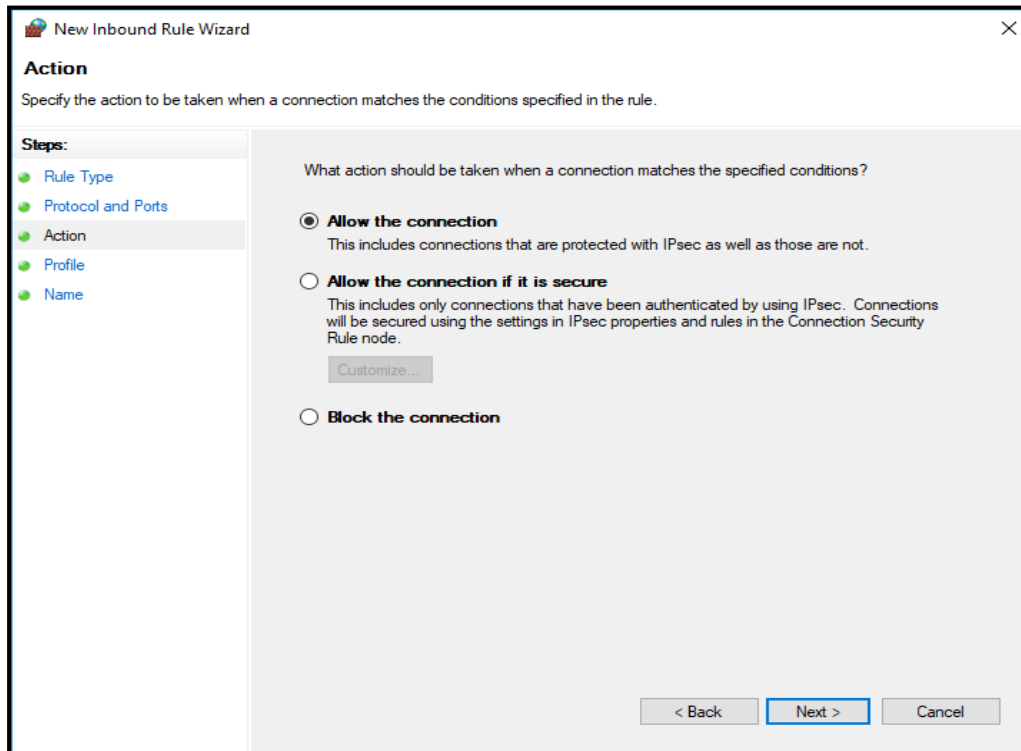 New Inbound Rule Wizard
Action
Specify the action to be taken when a connection matches the conditions specified in the rule.
Steps:
Rule Type
Protocol and Ports
Action
Profile
Name
What action should be taken when a connection matches the specified conditions?
Allow the connection
This includes connections that are protected with IPsec as well as those are not.
Allow the connection if it is secure
This includes only connections that have been authenticated by using IPsec. Connections
will be secured using the settings in IPsec properties and rules in the Connection Security
Rule node.
Customize...
Block the connection
< Back
Next >
Cancel